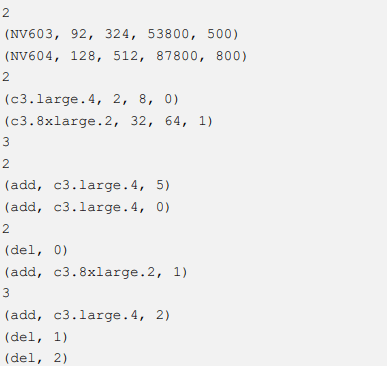 2
(NV603, 92, 324, 53800, 500)
(NV604, 128, 512, 87800, 800)
2
(c3.large.4, 2, 8, 0)
(c3.8xlarge.2, 32, 64, 1)
3
2
(add, c3.large.4, 5)
(add, c3.large.4, 0)
2
(del, 0)
(add, c3.8xlarge.2, 1)
3
(add, c3.large.4, 2)
(del, 1)
(del, 2)